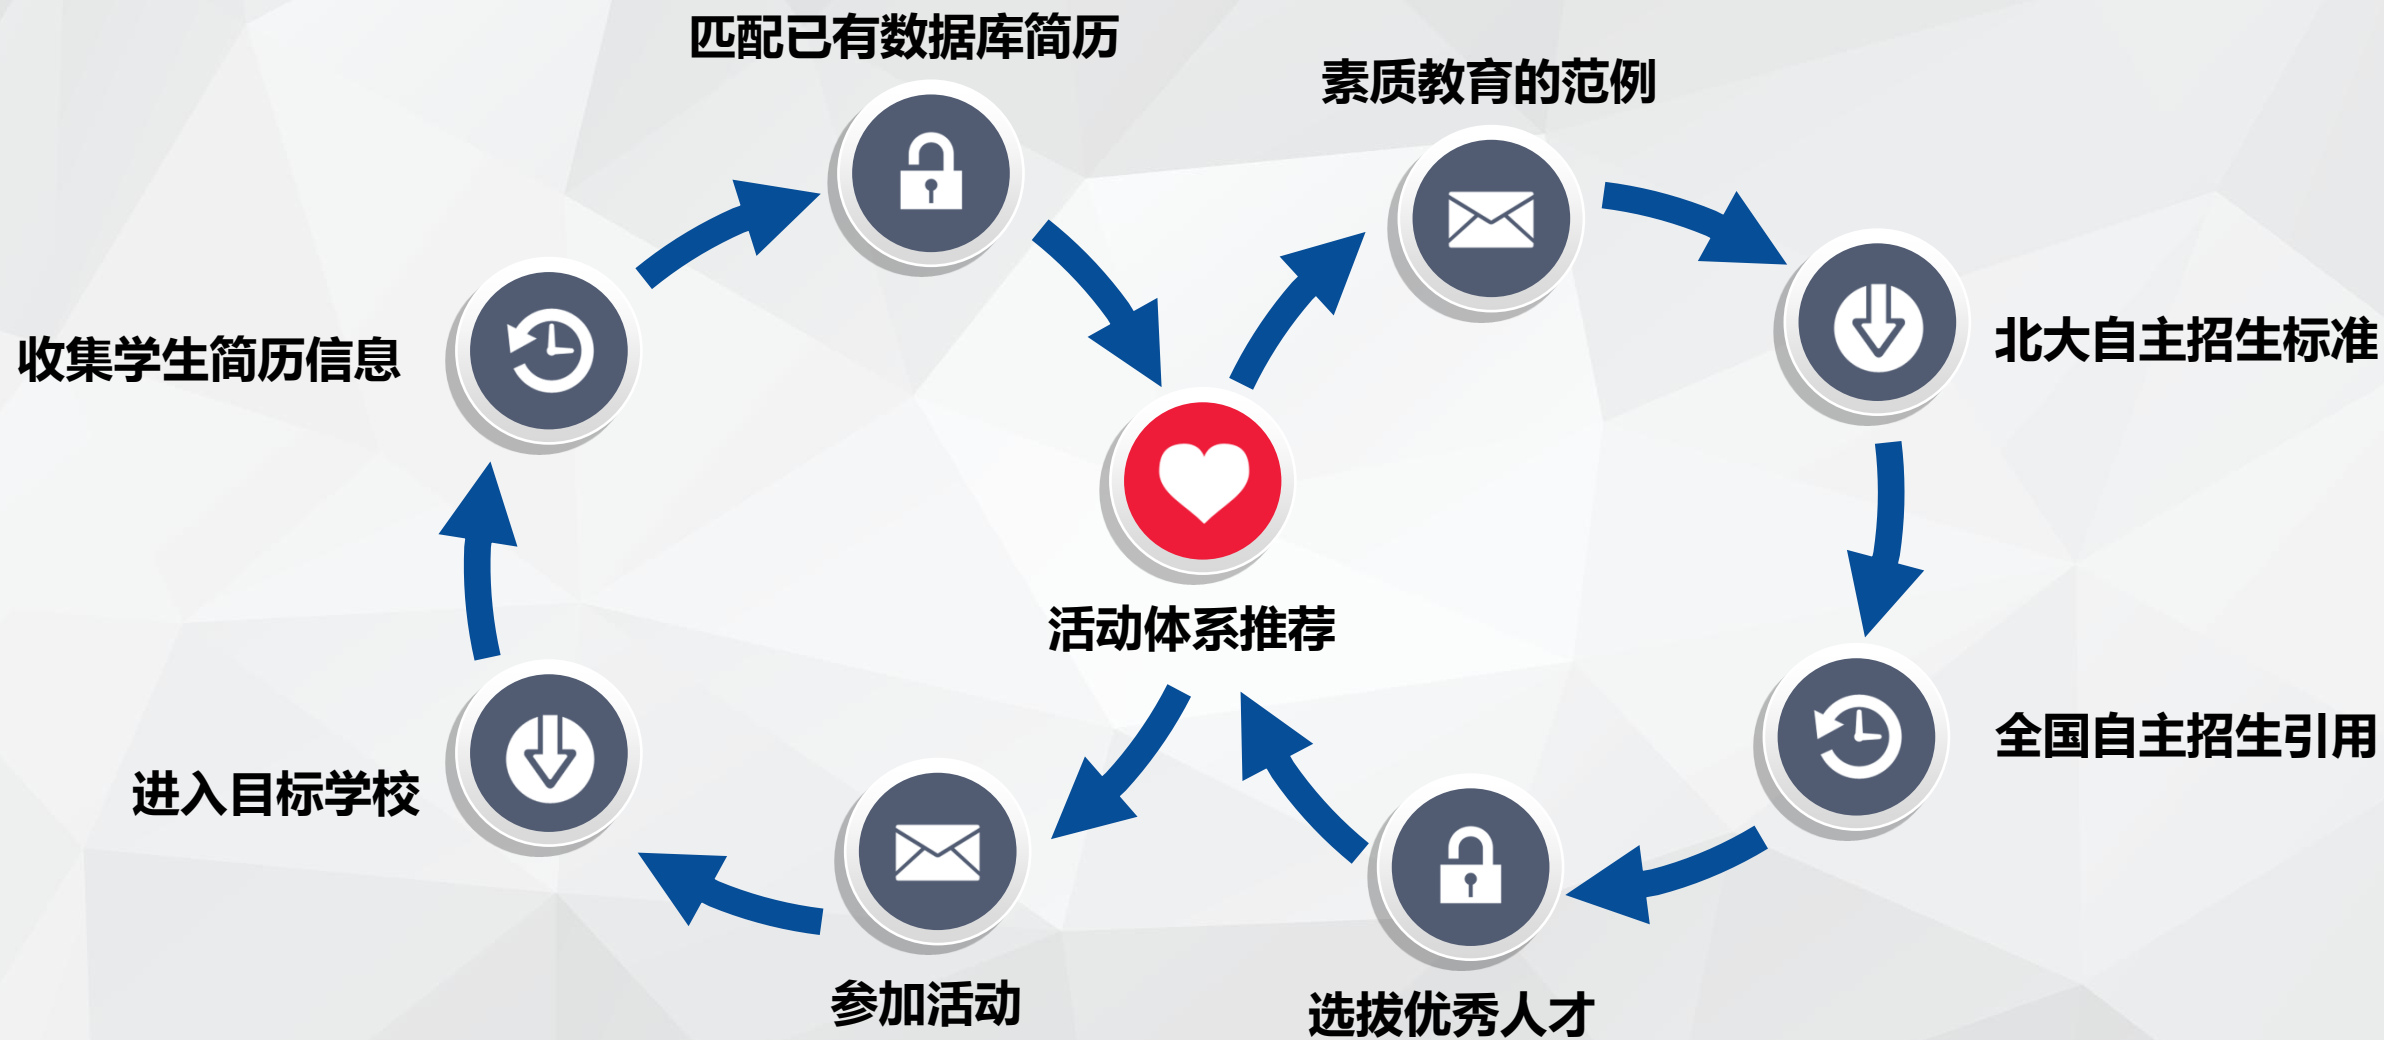 匹配已有数据库简历
素质教育的范例
收集学生简历信息
北大自主招生标准
活动体系推荐
全国自主招生引用
进入目标学校
参加活动
选拔优秀人才